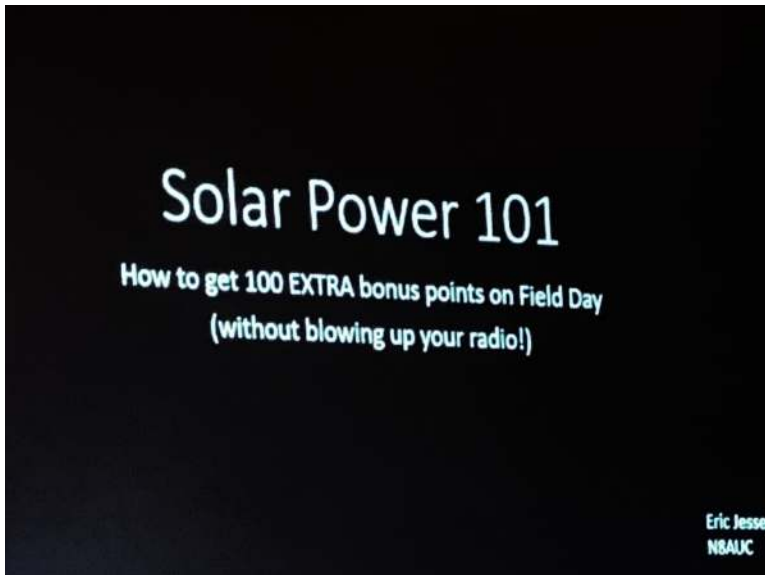 Solar Power 101
How to get 100 EXTRA bonus points on Field Day
(without blowing up your radio!)
Eric Jesse
N8AUC